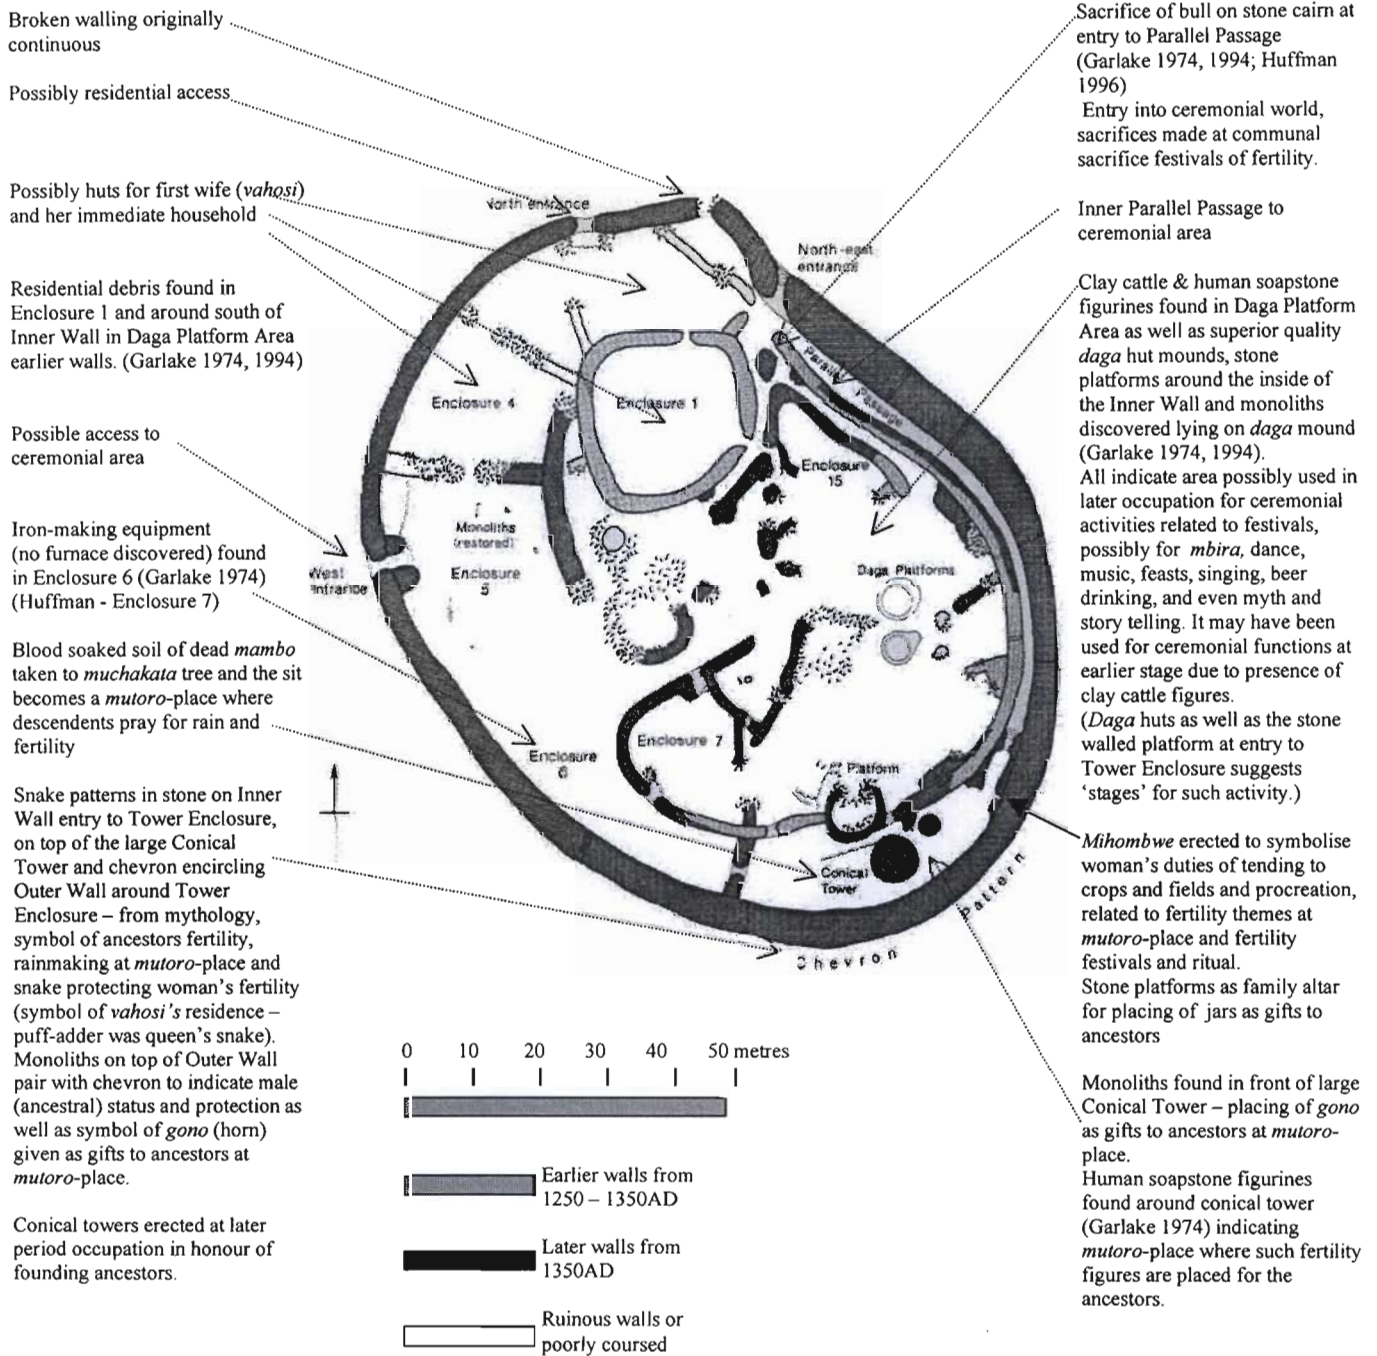 Broken walling originally
continuous
Possibly residential access
Possibly huts for first wife (vahosi)
and her immediate household
Residential debris found in
Enclosure 1 and around south of
Inner Wall in Daga Platform Area
earlier walls. (Garlake 1974, 1994)
Possible access to
ceremonial area
Iron-making equipment
(no furnace discovered) found
in Enclosure 6 (Garlake 1974)
(Huffman - Enclosure 7)
Blood soaked soil of dead mambo
taken to muchakata tree and the sit
becomes a mutoro-place where
descendents pray for rain and
fertility
Snake patterns in stone on Inner
Wall entry to Tower Enclosure,
on top of the large Conical
Tower and chevron encircling
Outer Wall around Tower
Enclosure – from mythology,
symbol of ancestors fertility,
rainmaking at mutoro-place and
snake protecting woman's fertility
(symbol of vahosi's residence –
puff-adder was queen's snake).
Monoliths on top of Outer Wall
pair with chevron to indicate male
(ancestral) status and protection as
well as symbol of gono (horn)
given as gifts to ancestors at
mutoro-place.
Conical towers erected at later
period occupation in honour of
founding ancestors.
North entrance
North-east
entrance
Parallel Passage
Enclosure 4
Enclosure 1
Enclosure
15
Monoliths
(restored)
Enclosure
5
West
entrance
Daga Platforms
Enclosure 7
Enclosure
6
Platform
Conical
Tower
Chevron
Pattern
0 10 20 30 40 50 metres
Earlier walls from
1250 – 1350AD
Later walls from
1350AD
Ruinous walls or
poorly coursed
Sacrifice of bull on stone cairn at
entry to Parallel Passage
(Garlake 1974, 1994; Huffman
1996)
Entry into ceremonial world,
sacrifices made at communal
sacrifice festivals of fertility.
Inner Parallel Passage to
ceremonial area
Clay cattle & human soapstone
figurines found in Daga Platform
Area as well as superior quality
daga hut mounds, stone
platforms around the inside of
the Inner Wall and monoliths
discovered lying on daga mound
(Garlake 1974, 1994).
All indicate area possibly used in
later occupation for ceremonial
activities related to festivals,
possibly for mbira, dance,
music, feasts, singing, beer
drinking, and even myth and
story telling. It may have been
used for ceremonial functions at
earlier stage due to presence of
clay cattle figures.
(Daga huts as well as the stone
walled platform at entry to
Tower Enclosure suggests
'stages' for such activity.)
Mihombwe erected to symbolise
woman's duties of tending to
crops and fields and procreation,
related to fertility themes at
mutoro-place and fertility
festivals and ritual.
Stone platforms as family altar
for placing of jars as gifts to
ancestors
Monoliths found in front of large
Conical Tower – placing of gono
as gifts to ancestors at mutoro-
place.
Human soapstone figurines
found around conical tower
(Garlake 1974) indicating
mutoro-place where such fertility
figures are placed for the
ancestors.